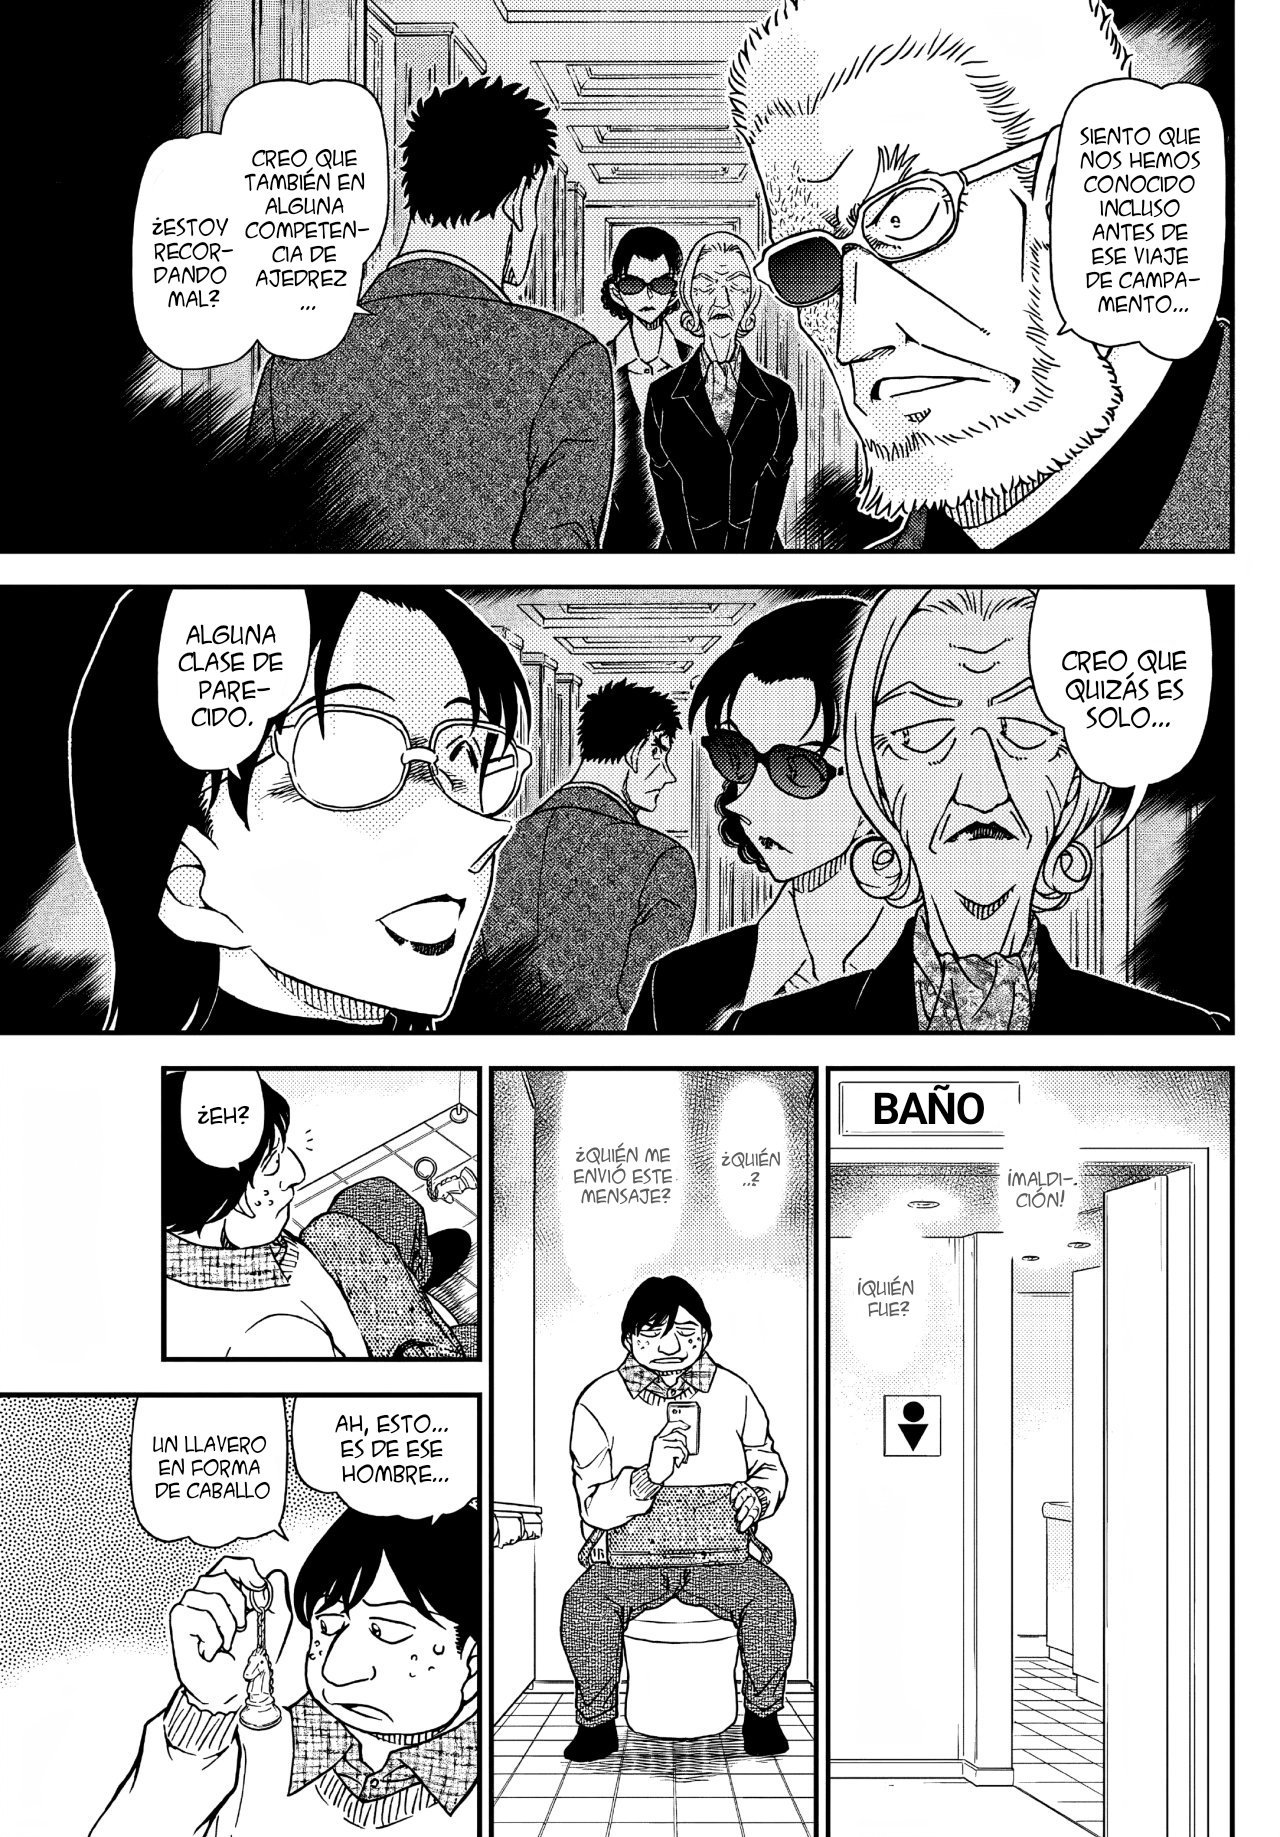 SIENTO QUE
NOS HEMOS
CONOCIDO
INCLUSO
ANTES DE
ESE VIAJE
DE CAMPA-
MENTO...
CREO QUE
TAMBIÉN EN
ALGUNA
COMPETEN-
CIA DE
AJEDREZ
...
¿ESTOY
RECOR-
DANDO
MAL?
CREO QUE
QUIZÁS ES
SOLO...
ALGUNA
CLASE DE
PARE-
CIDO.
BAÑO
¡MALDI-
CIÓN!
¡QUIÉN
FUE?
¿QUIÉN
..?
¿QUIÉN ME
ENVIÓ ESTE
MENSAJE?
¿EH?
AH, ESTO...
ES DE ESE
HOMBRE...
UN LLAVERO
EN FORMA
DE CABALLO